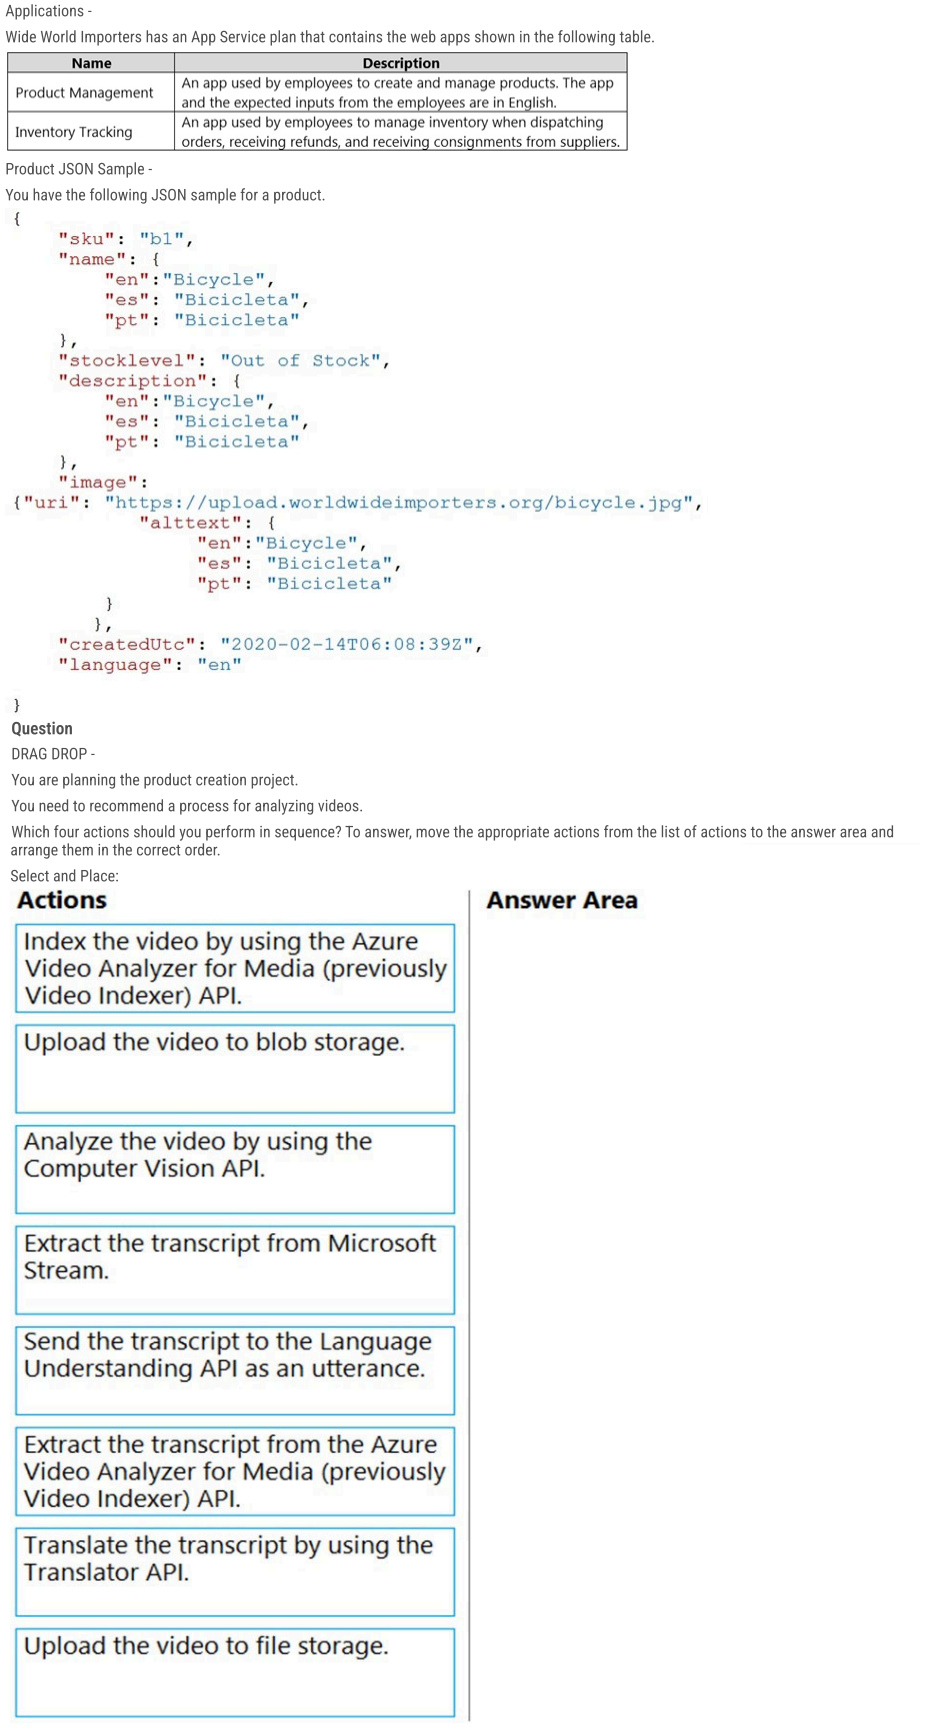 Applications -
Wide World Importers has an App Service plan that contains the web apps shown in the following table.
Name Description
Product Management An app used by employees to create and manage products. The app
and the expected inputs from the employees are in English.
Inventory Tracking An app used by employees to manage inventory when dispatching
orders, receiving refunds, and receiving consignments from suppliers.
Product JSON Sample -
You have the following JSON sample for a product.
{
"sku": "b1",
"name": {
"en":"Bicycle",
"es": "Bicicleta",
"pt": "Bicicleta"
},
"stocklevel": "Out of Stock",
"description": {
"en":"Bicycle",
"es": "Bicicleta",
"pt": "Bicicleta"
},
"image":
{"uri": "https://upload.worldwideimporters.org/bicycle.jpg",
"alttext": {
"en":"Bicycle",
"es": "Bicicleta",
"pt": "Bicicleta"
}
},
"createdUtc": "2020-02-14T06:08:39Z",
"language": "en"
}
Question
DRAG DROP -
You are planning the product creation project.
You need to recommend a process for analyzing videos.
Which four actions should you perform in sequence? To answer, move the appropriate actions from the list of actions to the answer area and
arrange them in the correct order.
Select and Place:
Actions Answer Area
Index the video by using the Azure
Video Analyzer for Media (previously
Video Indexer) API.
Upload the video to blob storage.
Analyze the video by using the
Computer Vision API.
Extract the transcript from Microsoft
Stream.
Send the transcript to the Language
Understanding API as an utterance.
Extract the transcript from the Azure
Video Analyzer for Media (previously
Video Indexer) API.
Translate the transcript by using the
Translator API.
Upload the video to file storage.